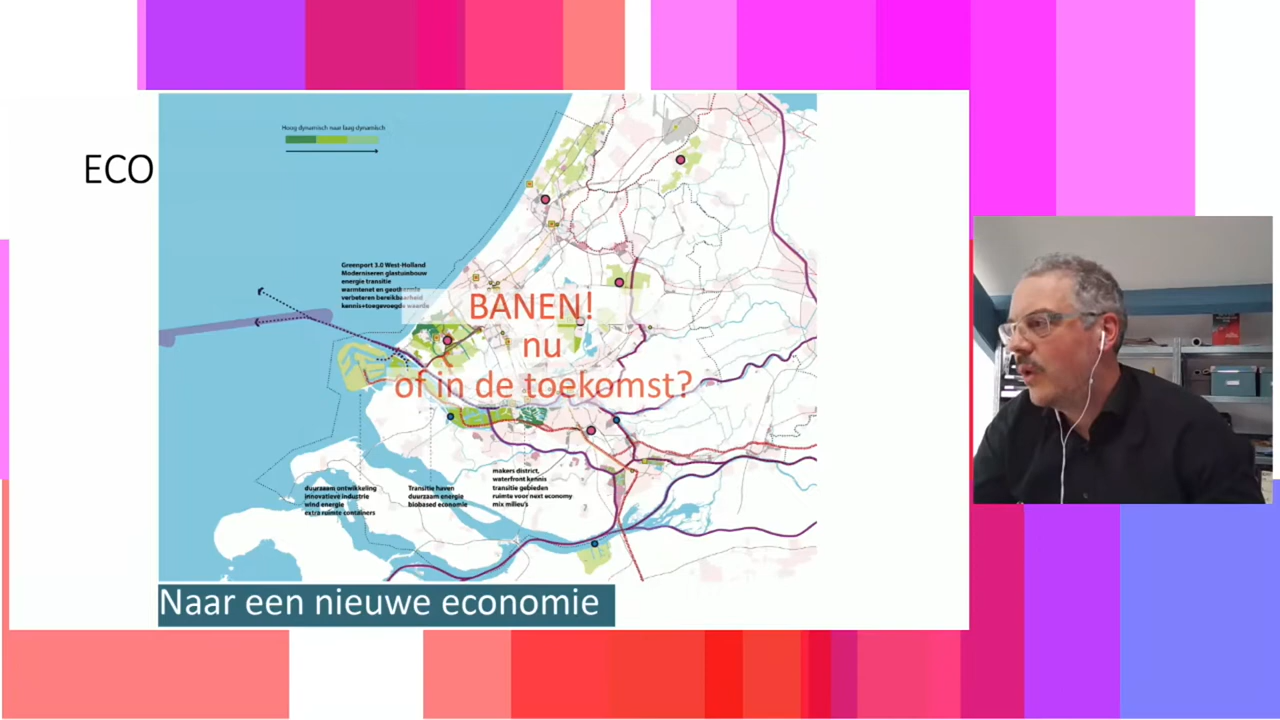 Hoog dynamisch naar laag dynamisch
ECO
Greenport 3.0 West-Holland
Moderniseren glastuinbouw
energie transitie
warmtenet en geothermie
verbeteren bereikbaarheid
kennis+toegevoegde waarde
BANEN!
nu
of in de toekomst?
duurzaam ontwikkeling
innovatieve industrie
wind energie
extra ruimte containers
Transitie haven
duurzaam energie
biobased economie
makers district,
waterfront kennis
transitie gebieden
ruimte voor next economy
mix milieu's
Naar een nieuwe economie